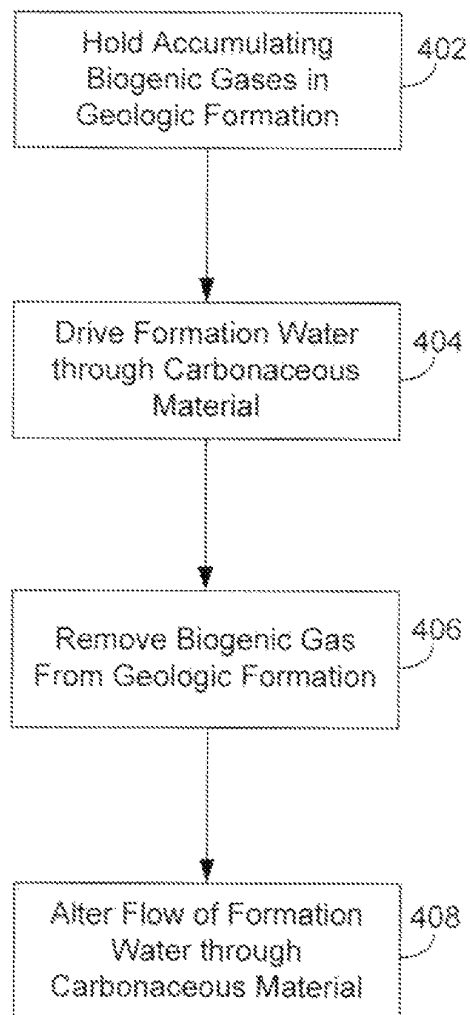 Hold Accumulating
Biogenic Gases in
Geologic Formation
402
Drive Formation Water
through Carbonaceous
Material
404
Remove Biogenic Gas
From Geologic Formation
406
Alter Flow of Formation
Water through
Carbonaceous Material
408